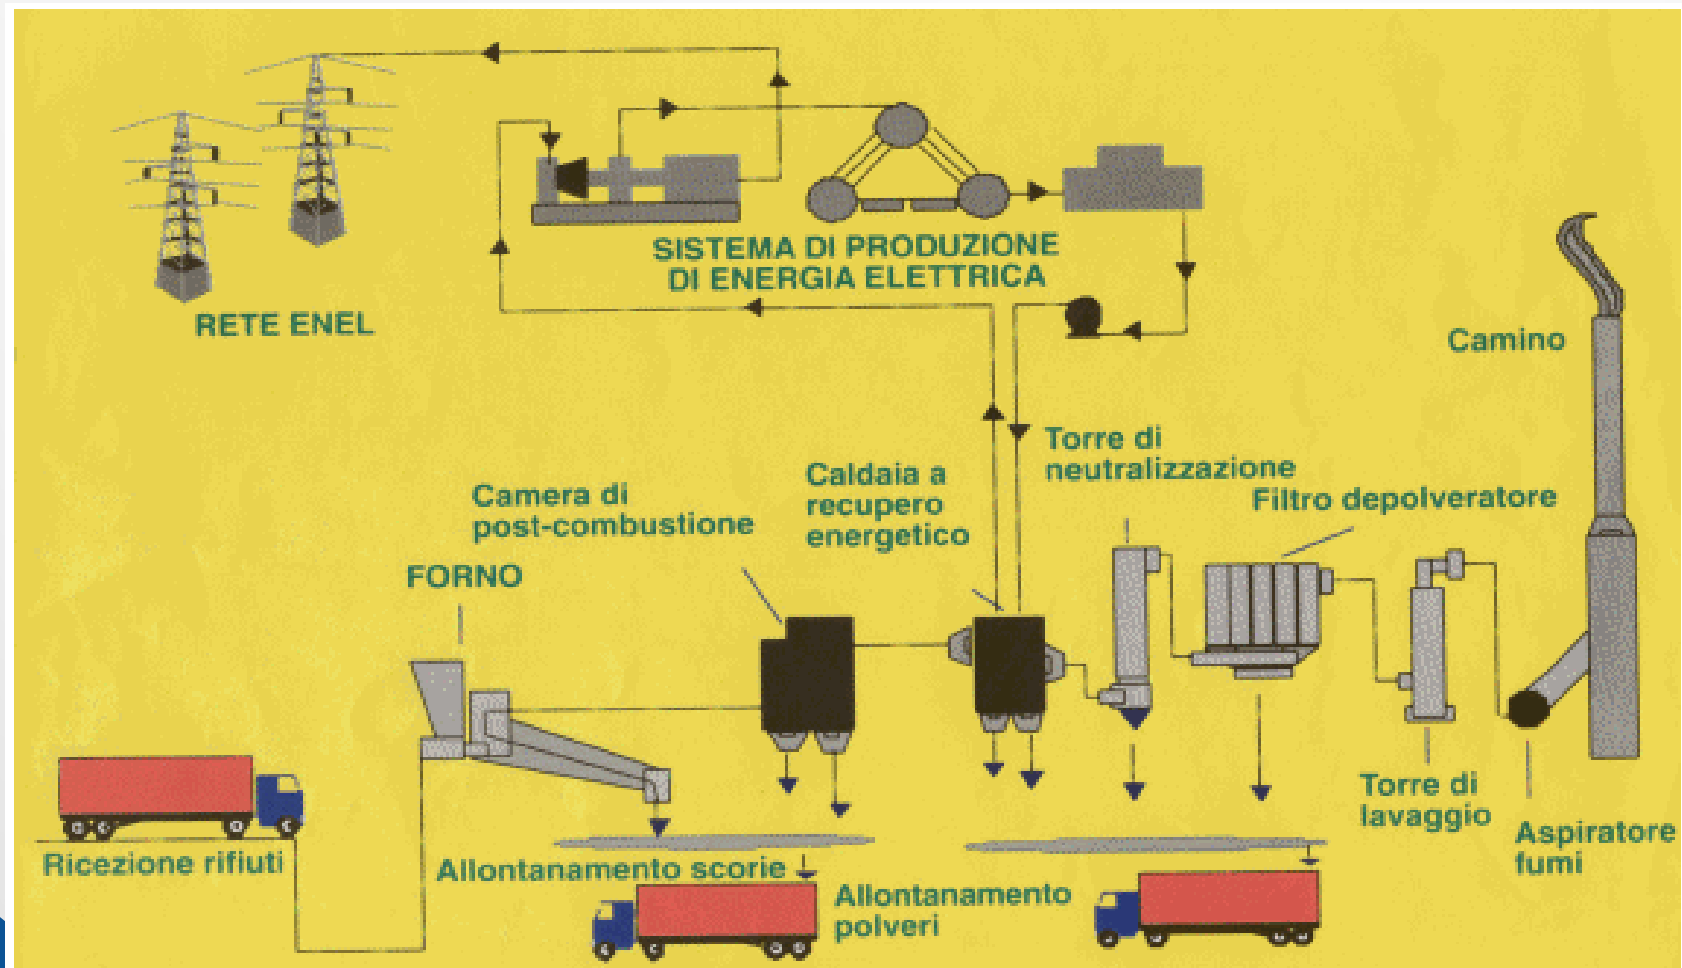 SISTEMA DI PRODUZIONE
DI ENERGIA ELETTRICA
RETE ENEL
Camino
Torre di
neutralizzazione
Caldaia a
recupero
energetico
Filtro depolveratore
Camera di
post-combustione
FORNO
Torre di
lavaggio
Aspiratore
fumi
Ricezione rifiuti
Allontanamento scorie
Allontanamento
polveri